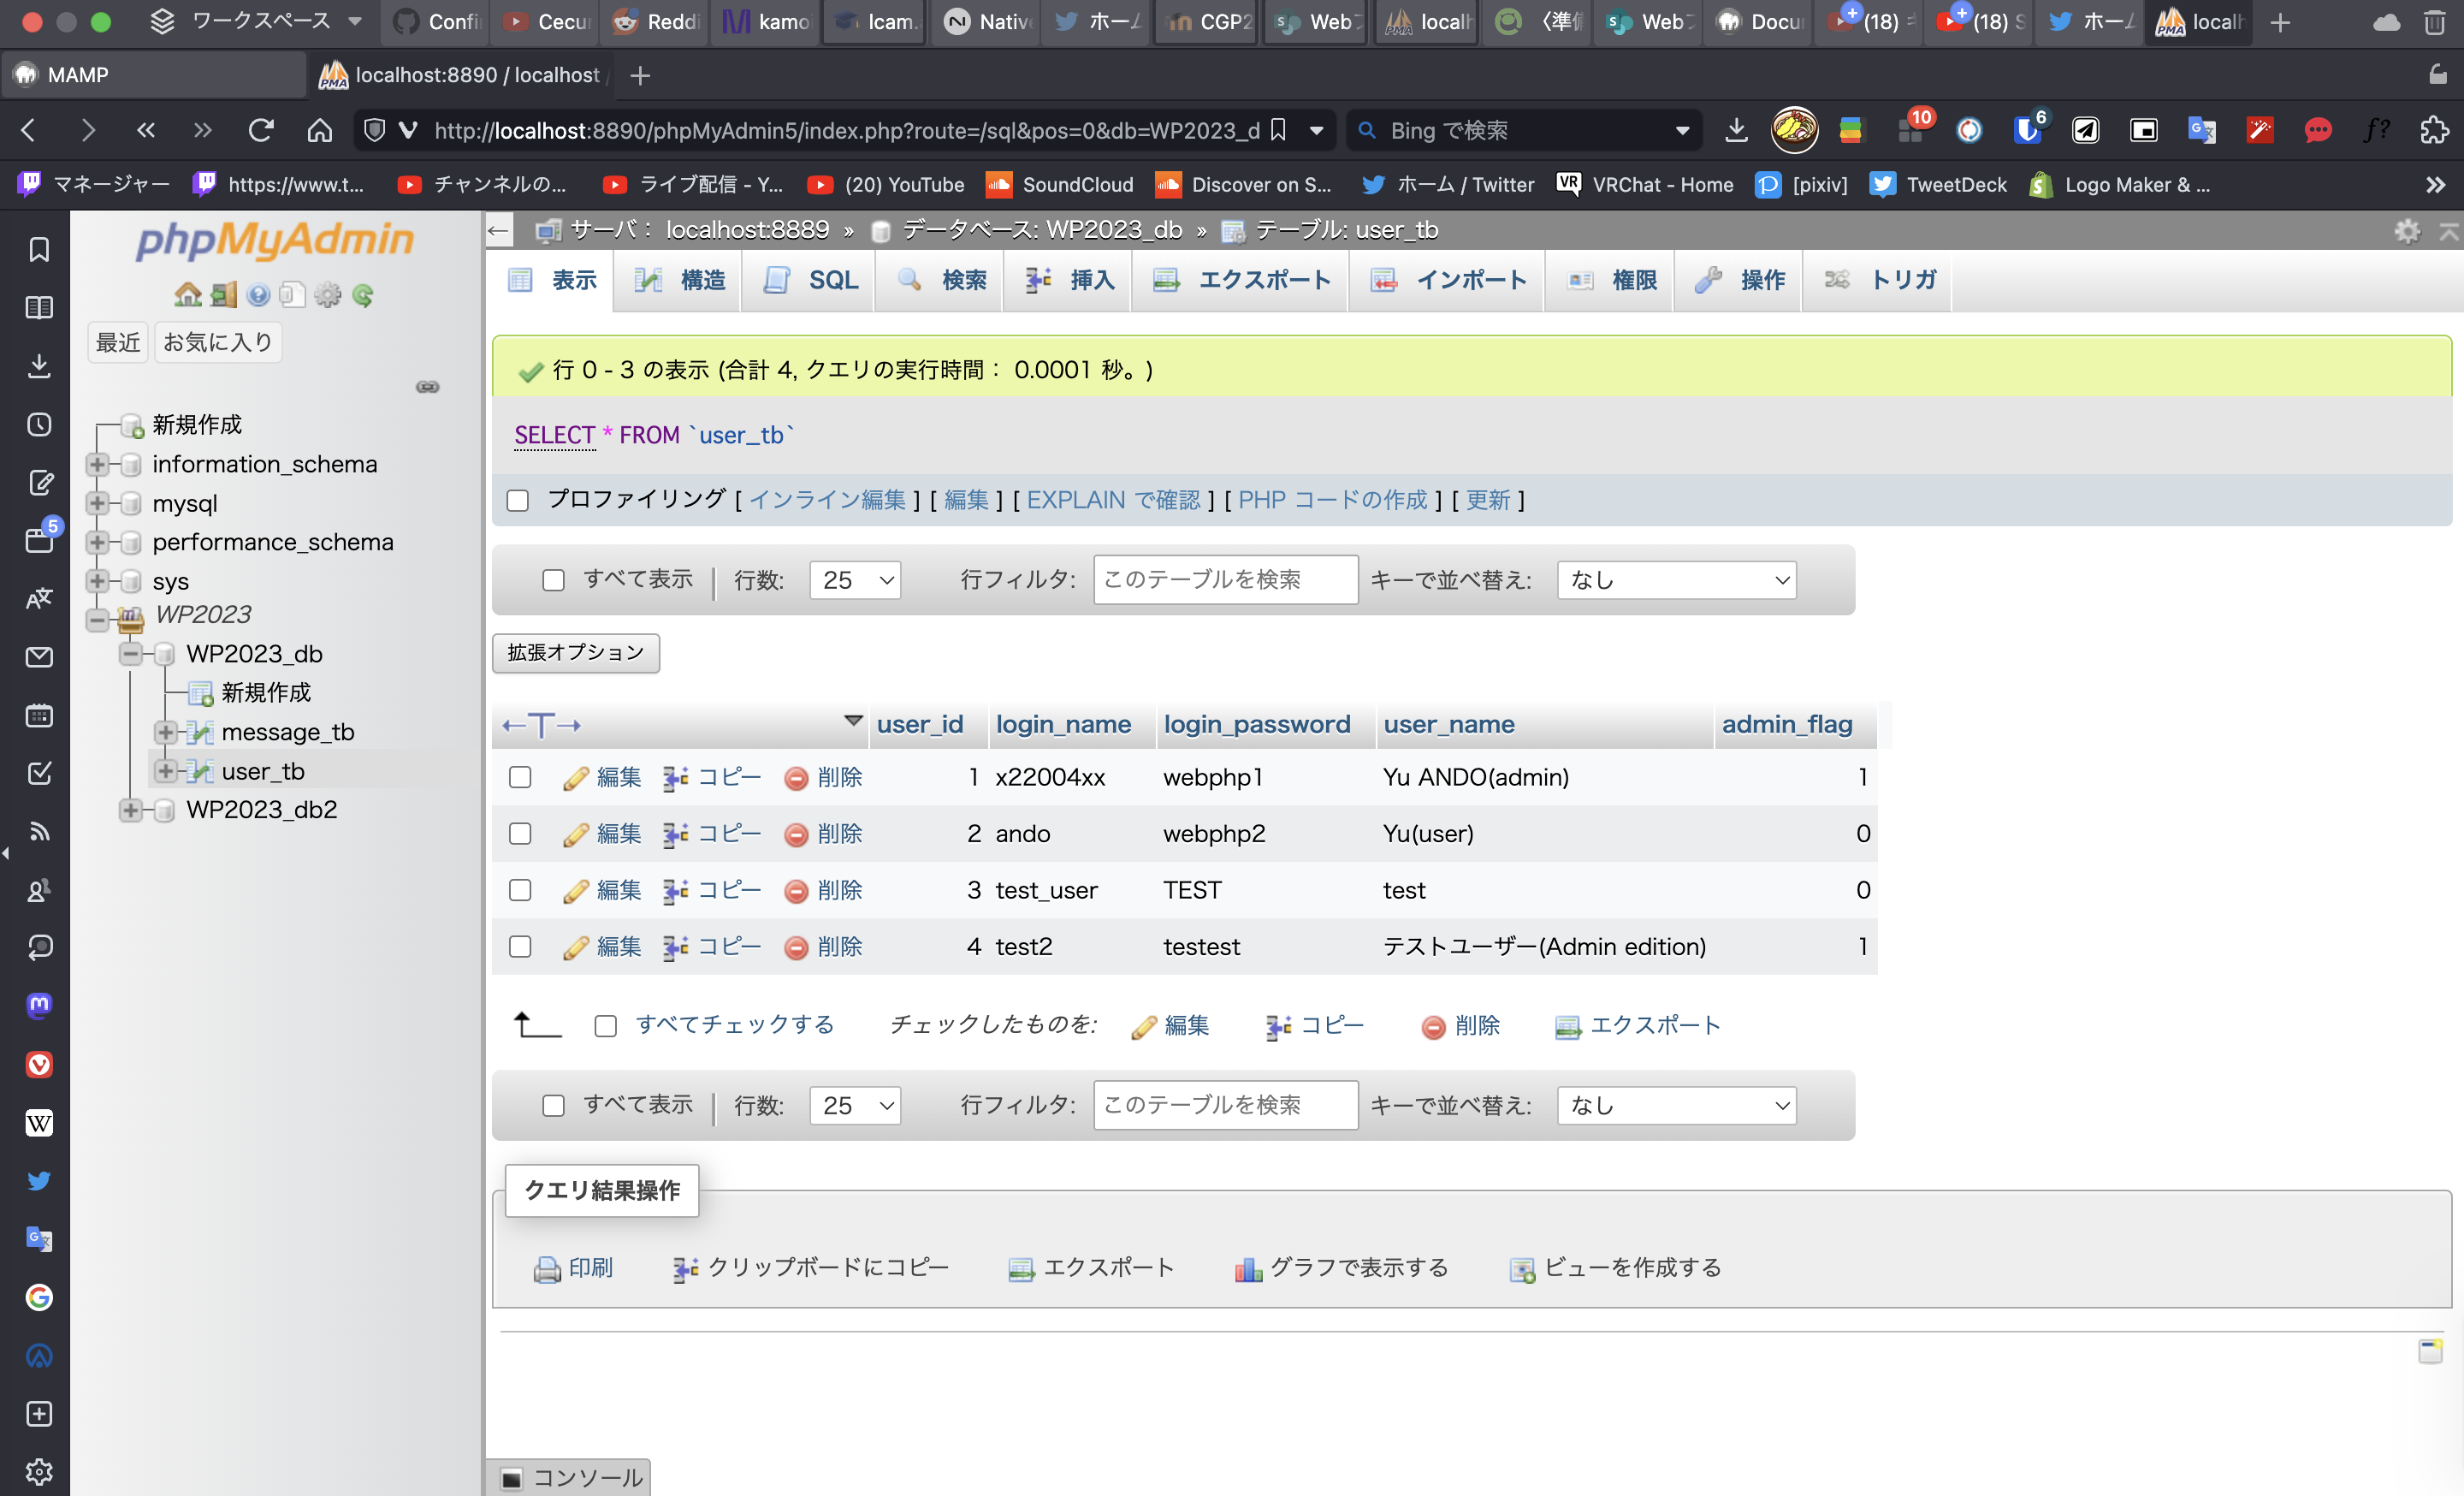 ワークスペース Confi Cecur Reddi kamo Icam. Nativ ホーム CGP2 Webフ localh 〈準備 Webフ Docu (18) キ (18) S ホーム localh
MAMP localhost:8890 / localhost /
http://localhost:8890/phpMyAdmin5/index.php?route=/sql&pos=0&db=WP2023_d Bing で検索 10 6 f?
マネージャー https://www.t... チャンネルの... ライブ配信 - Y... (20) YouTube SoundCloud Discover on S... ホーム / Twitter VRChat - Home [pixiv] TweetDeck Logo Maker & ...
phpMyAdmin
最近 お気に入り
新規作成
information_schema
mysql
performance_schema
sys
WP2023
WP2023_db
新規作成
message_tb
user_tb
WP2023_db2
5
サーバ： localhost:8889 » データベース: WP2023_db » テーブル: user_tb
表示 構造 SQL 検索 挿入 エクスポート インポート 権限 操作 トリガ
行 0 - 3 の表示 (合計 4, クエリの実行時間： 0.0001 秒。)
SELECT * FROM `user_tb`
プロファイリング [ インライン編集 ] [ 編集 ] [ EXPLAIN で確認 ] [ PHP コードの作成 ] [ 更新 ]
すべて表示 | 行数: 25 行フィルタ: このテーブルを検索 キーで並べ替え: なし
拡張オプション
←T→ user_id login_name login_password user_name admin_flag
編集 コピー 削除 1 x22004xx webphp1 Yu ANDO(admin) 1
編集 コピー 削除 2 ando webphp2 Yu(user) 0
編集 コピー 削除 3 test_user TEST test 0
編集 コピー 削除 4 test2 testest テストユーザー(Admin edition) 1
すべてチェックする チェックしたものを: 編集 コピー 削除 エクスポート
すべて表示 | 行数: 25 行フィルタ: このテーブルを検索 キーで並べ替え: なし
クエリ結果操作
印刷 クリップボードにコピー エクスポート グラフで表示する ビューを作成する
コンソール